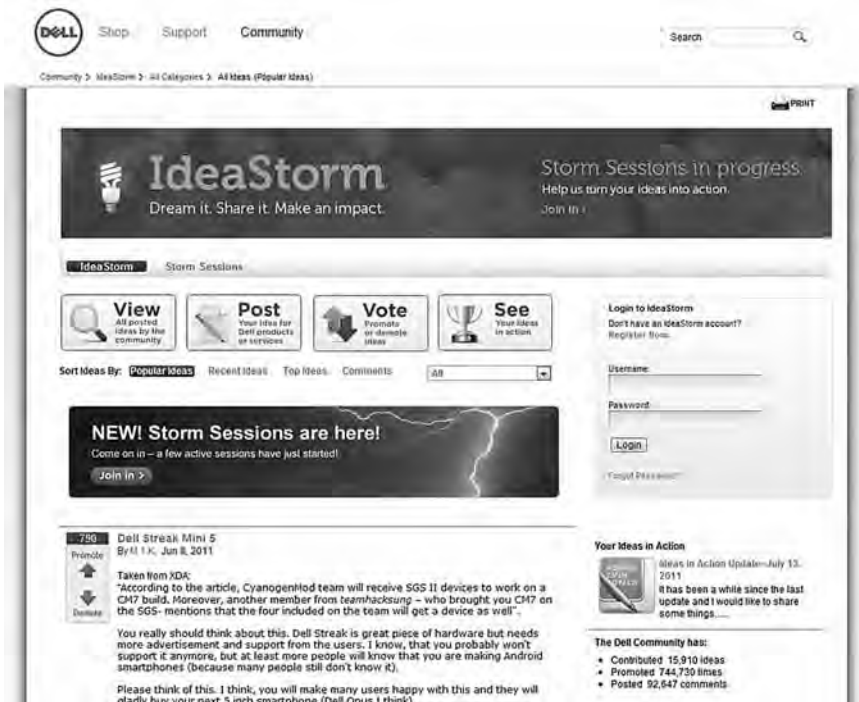 DELL
Shop Support Community
Search
Community > IdeaStorm > All Categories > All Ideas (Popular Ideas)
PRINT
IdeaStorm
Dream it. Share it. Make an impact.
Storm Sessions in progress
Help us turn your ideas into action.
Join in ›
IdeaStorm Storm Sessions
View
All posted
ideas by the
community
Post
Your idea for
Dell products
or services
Vote
Promote
or demote
ideas
See
Your ideas
in action
Sort Ideas By: Popular Ideas Recent Ideas Top Ideas Comments All
Login to IdeaStorm
Don't have an IdeaStorm account?
Register Now.
Username:
Password:
Login
Forgot Password?
NEW! Storm Sessions are here!
Come on in – a few active sessions have just started!
Join in >
790
Promote
Demote
Dell Streak Mini 5
By M.I.K. Jun 8, 2011
Taken from XDA:
"According to the article, CyanogenMod team will receive SGS II devices to work on a
CM7 build. Moreover, another member from teamhacksung – who brought you CM7 on
the SGS- mentions that the four included on the team will get a device as well".
You really should think about this. Dell Streak is great piece of hardware but needs
more advertisement and support from the users. I know, that you probably won't
support it anymore, but at least more people will know that you are making Android
smartphones (because many people still don't know it).
Please think of this. I think, you will make many users happy with this and they will
gladly buy your next 5 inch smartphone (Dell Opus I think)
Your Ideas in Action
Ideas in Action Update–July 13,
2011
It has been a while since the last
update and I would like to share
some things.....
The Dell Community has:
• Contributed 15,910 ideas
• Promoted 744,730 times
• Posted 92,647 comments